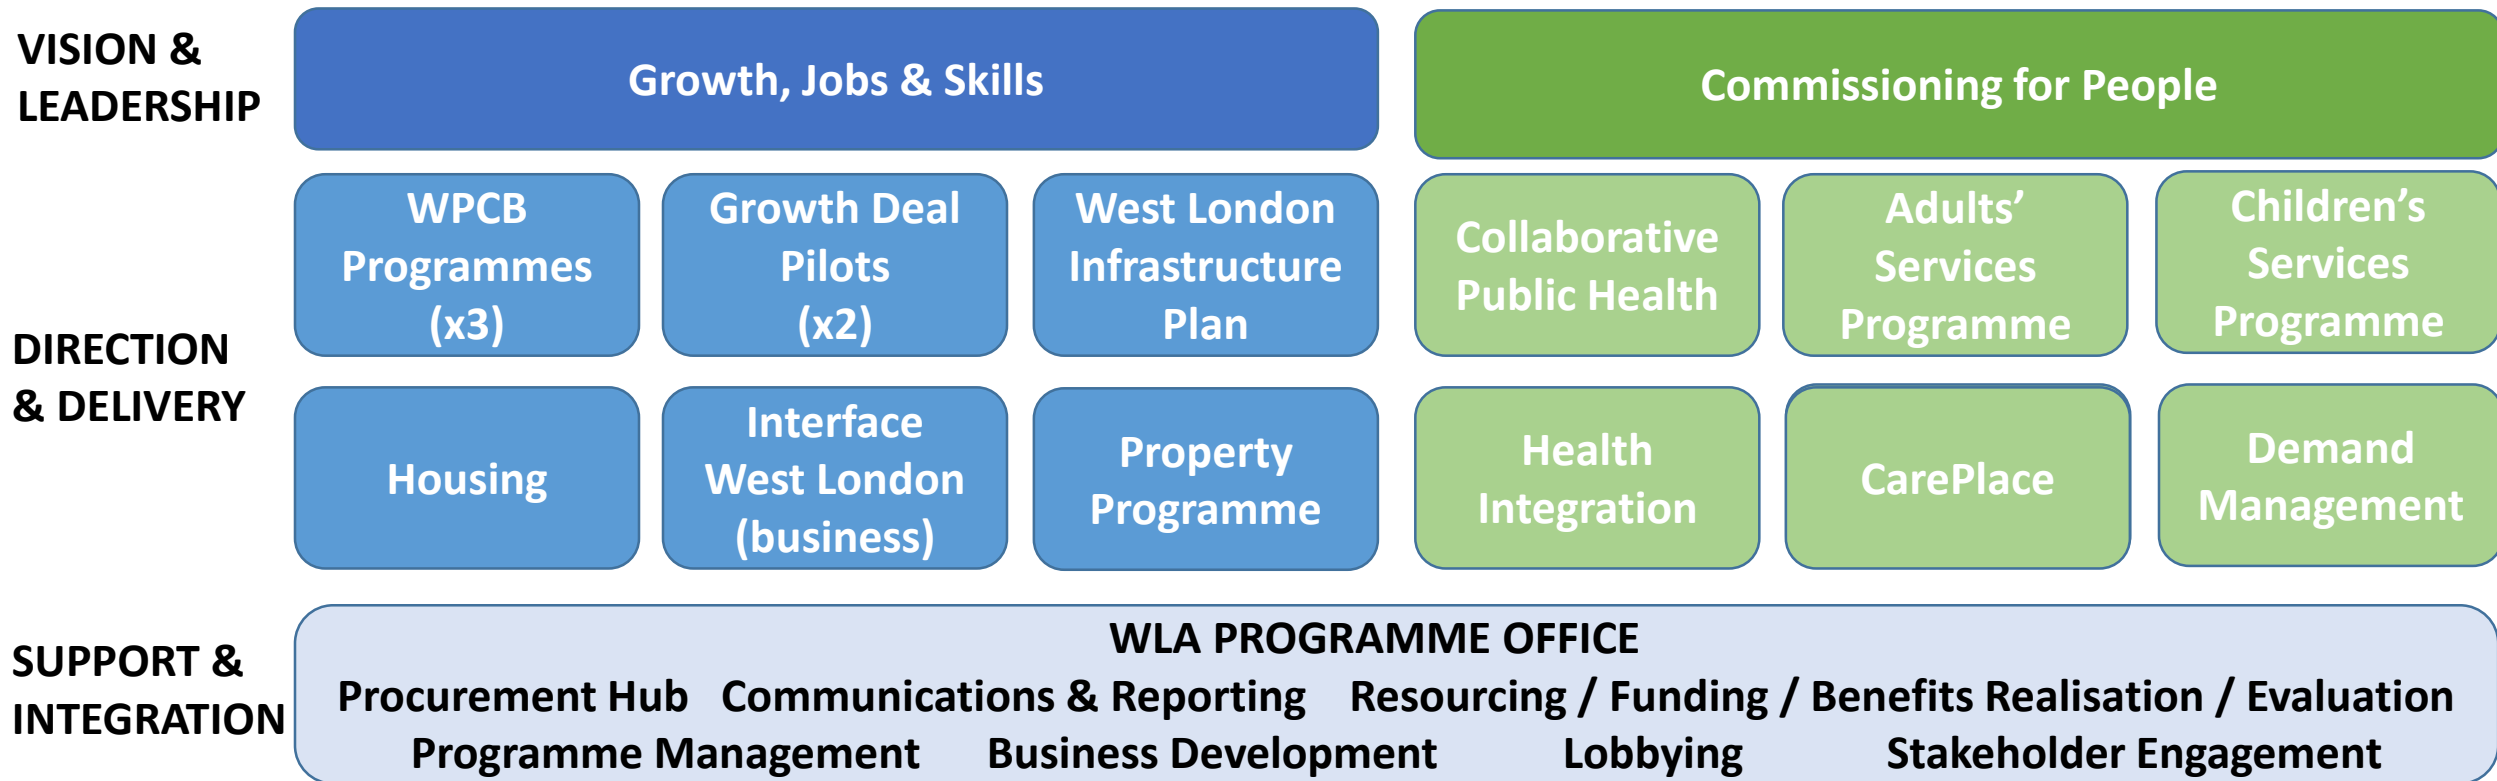 VISION &
LEADERSHIP
Growth, Jobs & Skills
Commissioning for People
DIRECTION
& DELIVERY
WPCB
Programmes
(x3)
Growth Deal
Pilots
(x2)
West London
Infrastructure
Plan
Collaborative
Public Health
Adults’
Services
Programme
Children’s
Services
Programme
Housing
Interface
West London
(business)
Property
Programme
Health
Integration
CarePlace
Demand
Management
SUPPORT &
INTEGRATION
WLA PROGRAMME OFFICE
Procurement Hub Communications & Reporting Resourcing / Funding / Benefits Realisation / Evaluation
Programme Management Business Development Lobbying Stakeholder Engagement